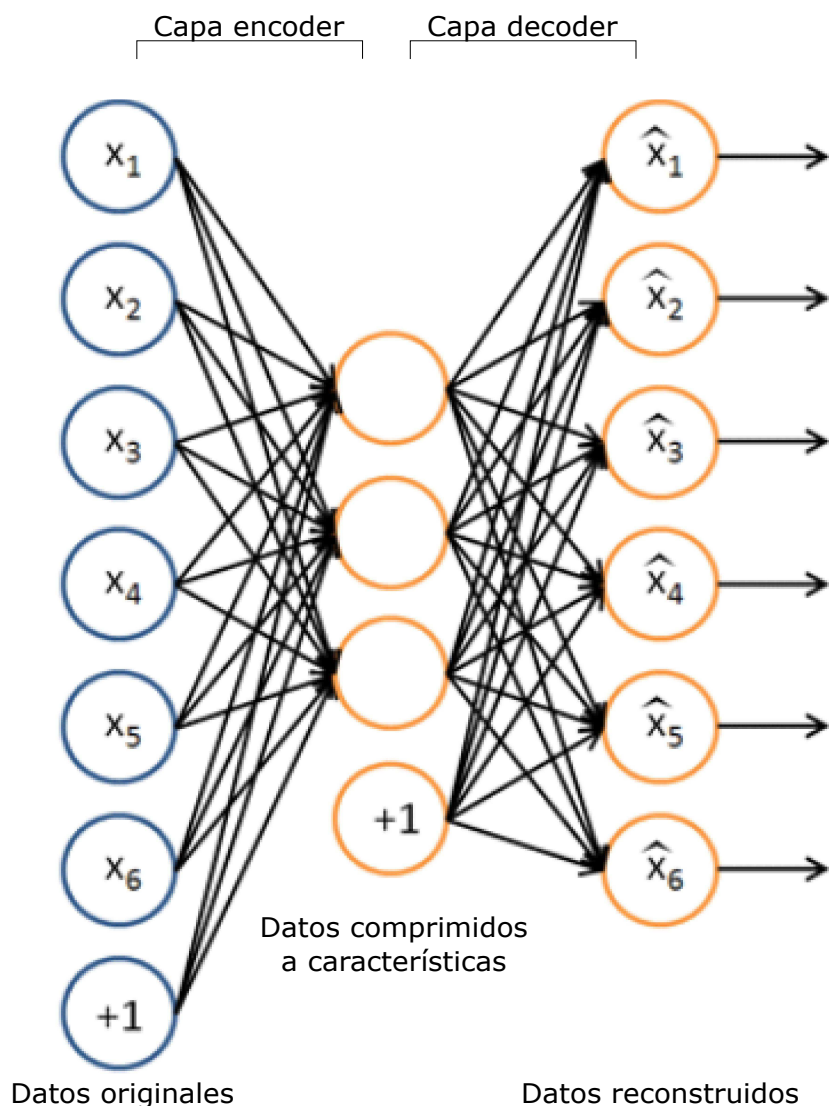 Capa encoder
Capa decoder
x1
x2
x3
x4
x5
x6
+1
+1
x̂1
x̂2
x̂3
x̂4
x̂5
x̂6
Datos comprimidos
a características
Datos originales
Datos reconstruidos